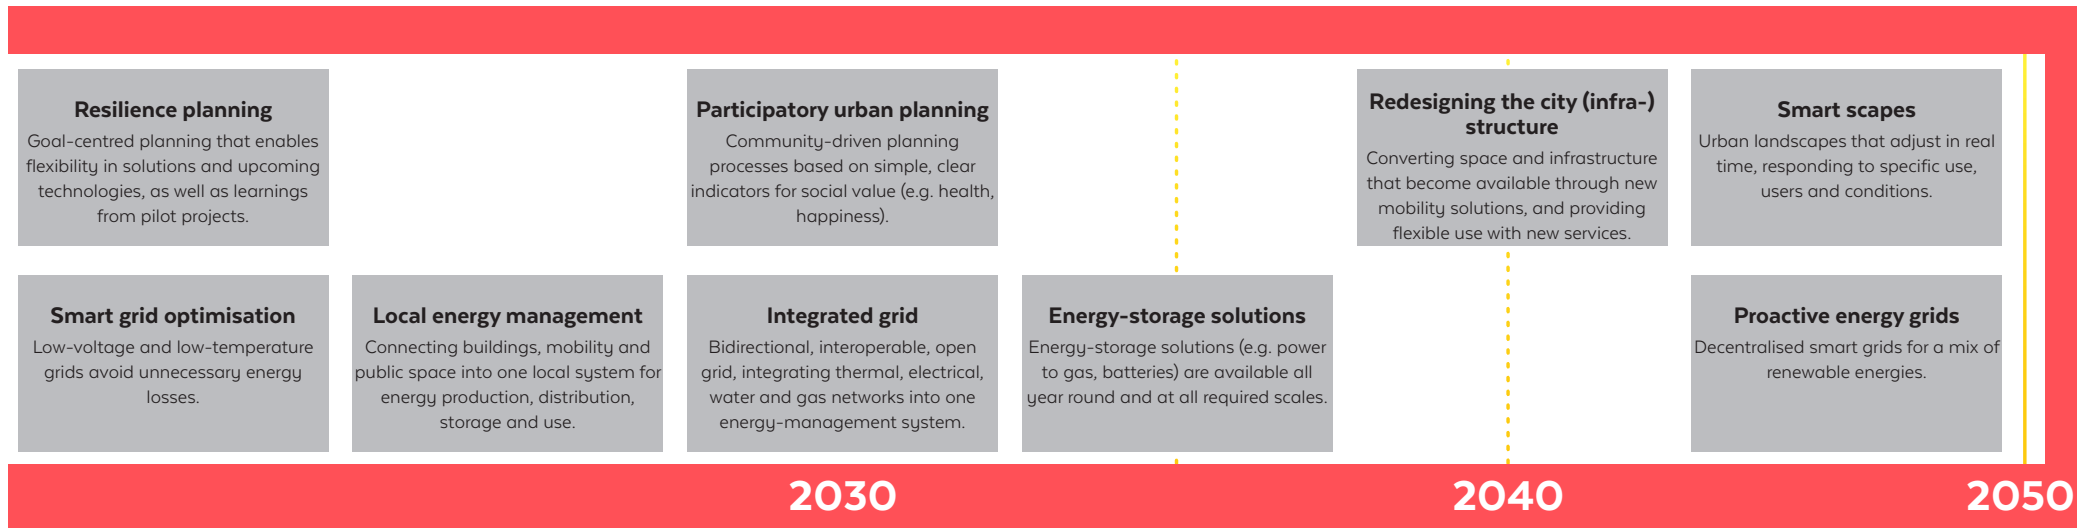 Resilience planning
Goal-centred planning that enables
flexibility in solutions and upcoming
technologies, as well as learnings
from pilot projects.
Participatory urban planning
Community-driven planning
processes based on simple, clear
indicators for social value (e.g. health,
happiness).
Redesigning the city (infra-)
structure
Converting space and infrastructure
that become available through new
mobility solutions, and providing
flexible use with new services.
Smart scapes
Urban landscapes that adjust in real
time, responding to specific use,
users and conditions.
Smart grid optimisation
Low-voltage and low-temperature
grids avoid unnecessary energy
losses.
Local energy management
Connecting buildings, mobility and
public space into one local system for
energy production, distribution,
storage and use.
Integrated grid
Bidirectional, interoperable, open
grid, integrating thermal, electrical,
water and gas networks into one
energy-management system.
Energy-storage solutions
Energy-storage solutions (e.g. power
to gas, batteries) are available all
year round and at all required scales.
Proactive energy grids
Decentralised smart grids for a mix of
renewable energies.
2030
2040
2050